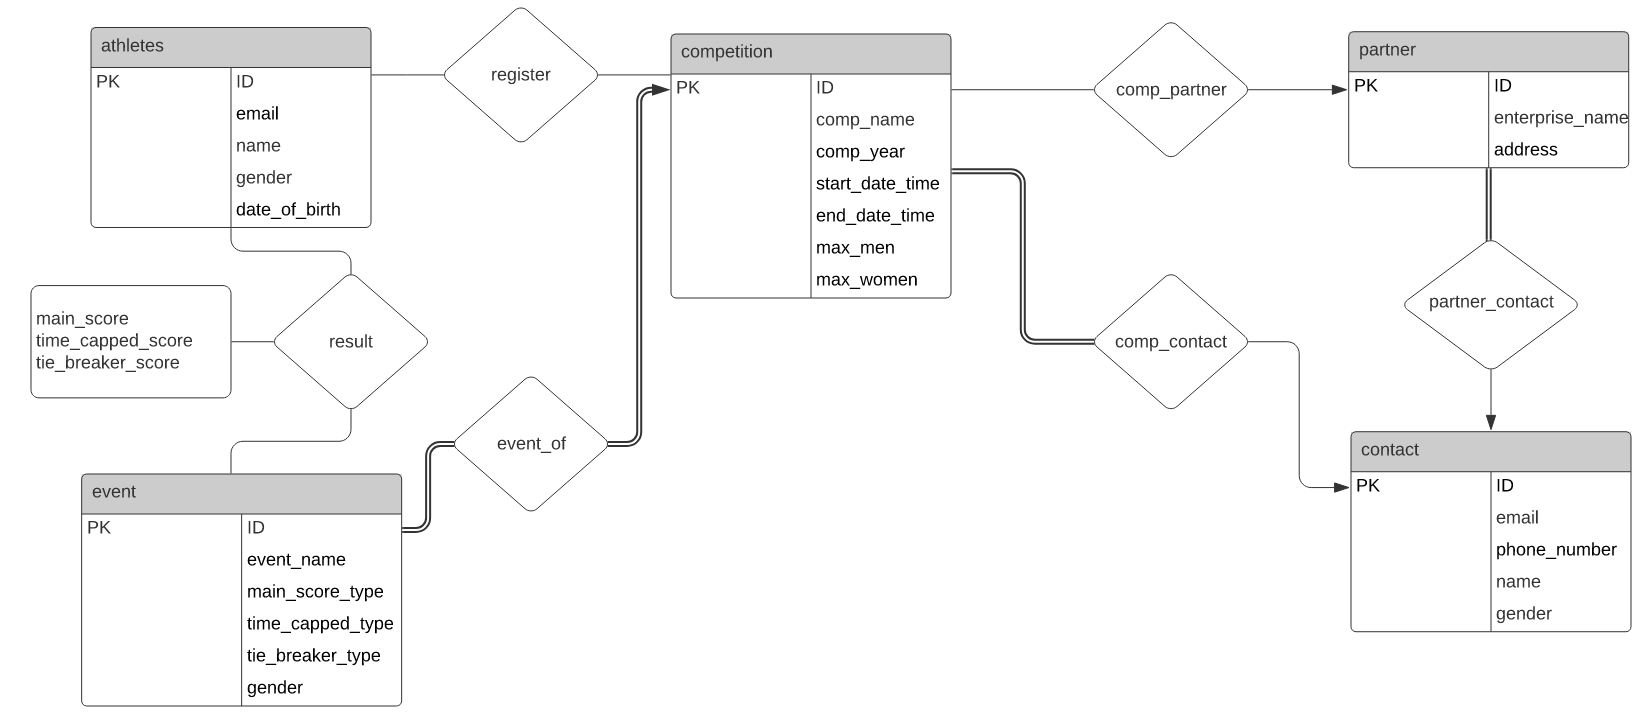 athletes
PK ID
email
name
gender
date_of_birth
register
competition
PK ID
comp_name
comp_year
start_date_time
end_date_time
max_men
max_women
comp_partner
partner
PK ID
enterprise_name
address
main_score
time_capped_score
tie_breaker_score
result
event_of
comp_contact
partner_contact
event
PK ID
event_name
main_score_type
time_capped_type
tie_breaker_type
gender
contact
PK ID
email
phone_number
name
gender